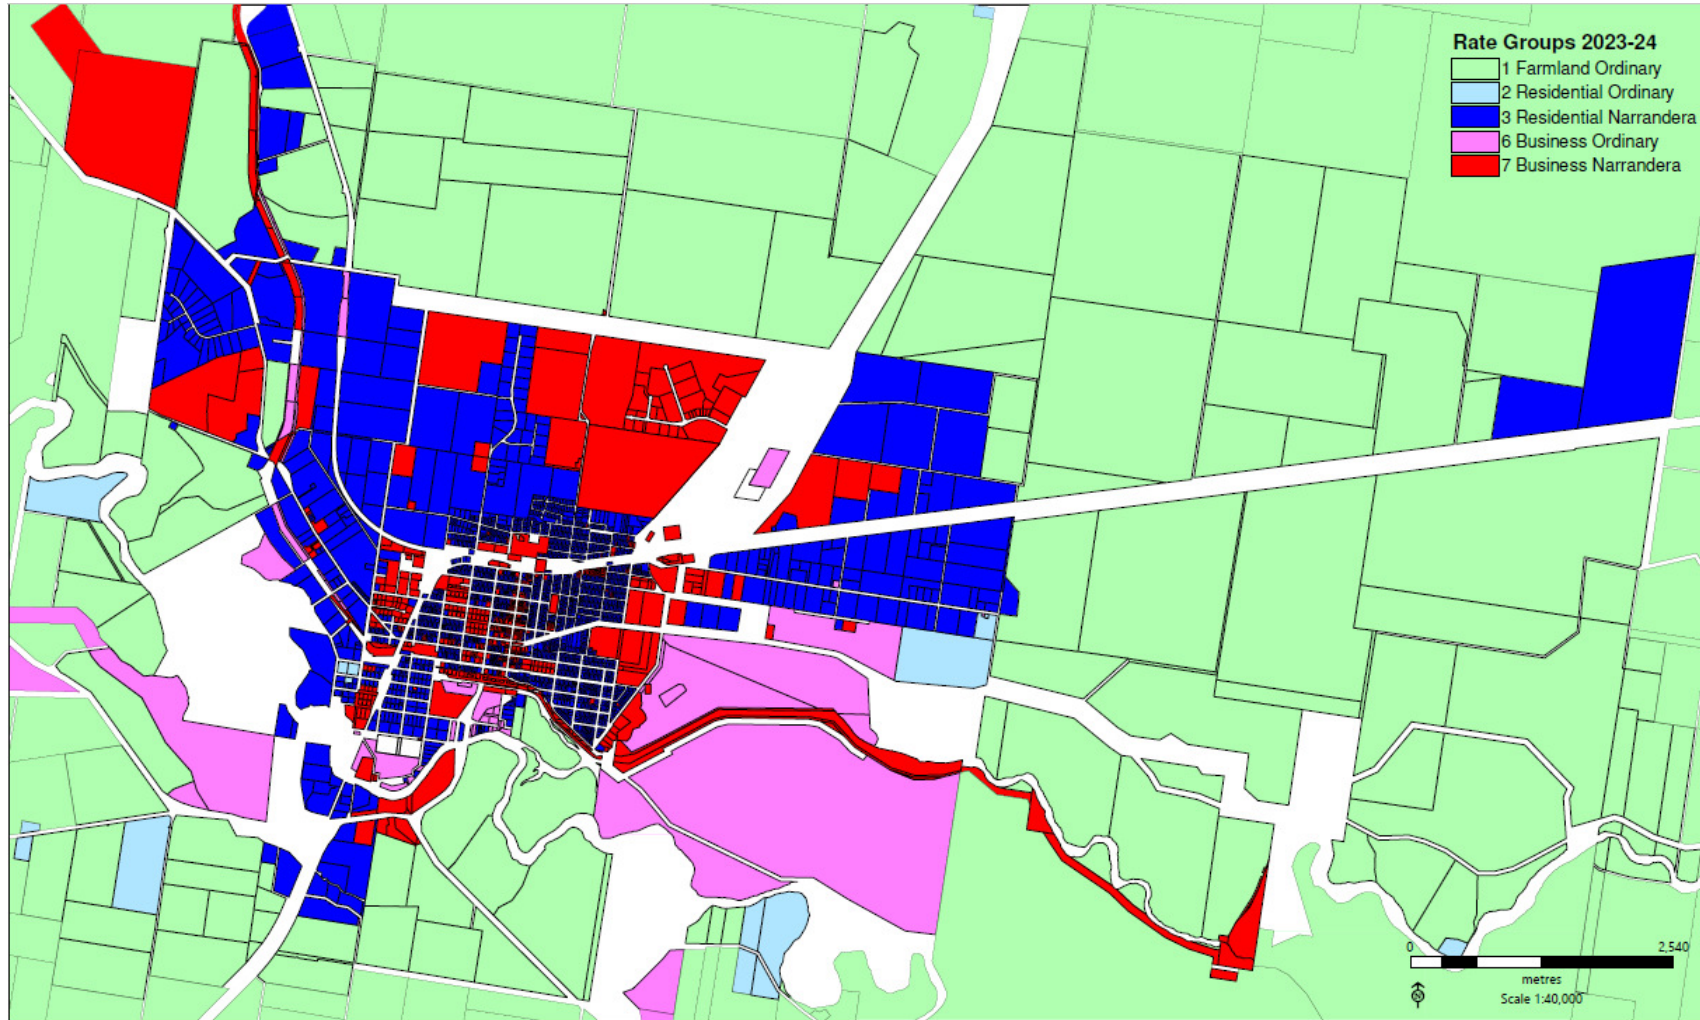 Rate Groups 2023-24
1 Farmland Ordinary
2 Residential Ordinary
3 Residential Narrandera
6 Business Ordinary
7 Business Narrandera
0 2,540
metres
Scale 1:40,000